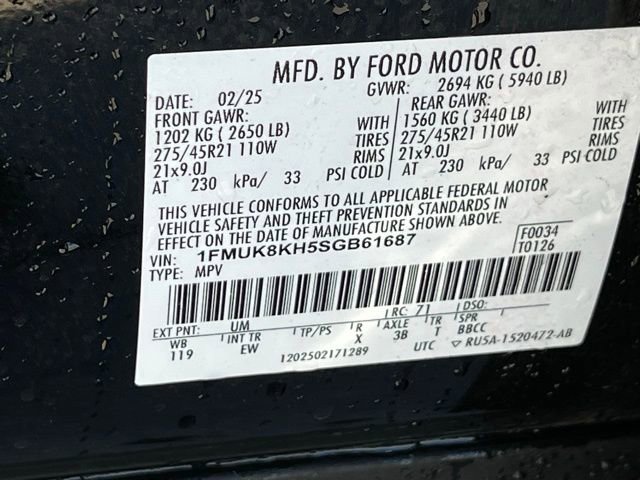 MFD. BY FORD MOTOR CO.
DATE: 02/25 GVWR: 2694 KG ( 5940 LB)
FRONT GAWR: REAR GAWR:
1202 KG ( 2650 LB) WITH 1560 KG ( 3440 LB) WITH
275/45R21 110W TIRES 275/45R21 110W TIRES
21x9.0J RIMS 21x9.0J RIMS
AT 230 kPa/ 33 PSI COLD AT 230 kPa/ 33 PSI COLD
THIS VEHICLE CONFORMS TO ALL APPLICABLE FEDERAL MOTOR
VEHICLE SAFETY AND THEFT PREVENTION STANDARDS IN
EFFECT ON THE DATE OF MANUFACTURE SHOWN ABOVE.
VIN: 1FMUK8KH5SGB61687 F0034
TYPE: MPV T0126
EXT PNT: UM RC: 71 DSO:
WB INT TR TP/PS R AXLE TR SPR
119 EW X 3B T BBCC
1202502171289 UTC ▽ RU5A-1520472-AB